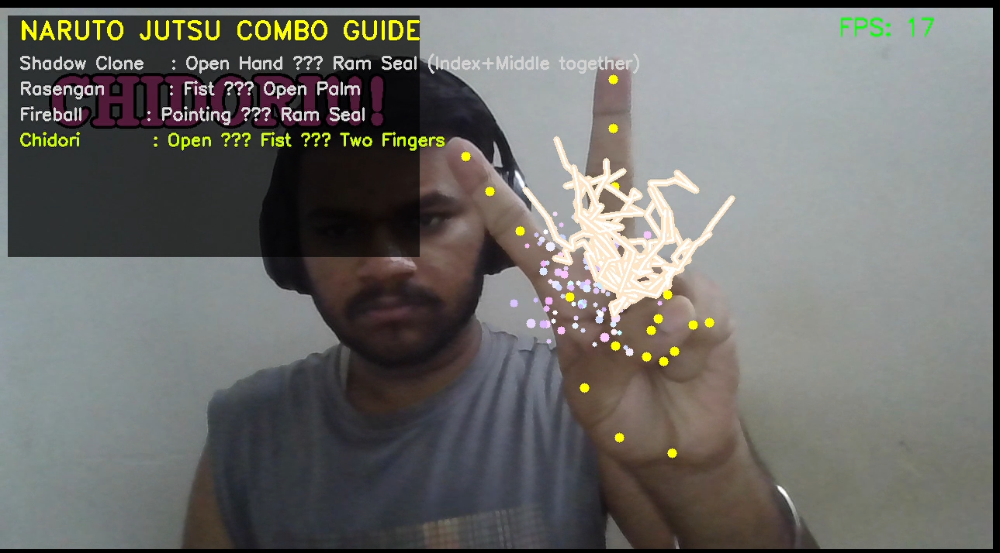 NARUTO JUTSU COMBO GUIDE
FPS: 17
Shadow Clone : Open Hand ??? Ram Seal (Index+Middle together)
CHIDORI!!!
Rasengan : Fist ??? Open Palm
Fireball : Pointing ??? Ram Seal
Chidori : Open ??? Fist ??? Two Fingers